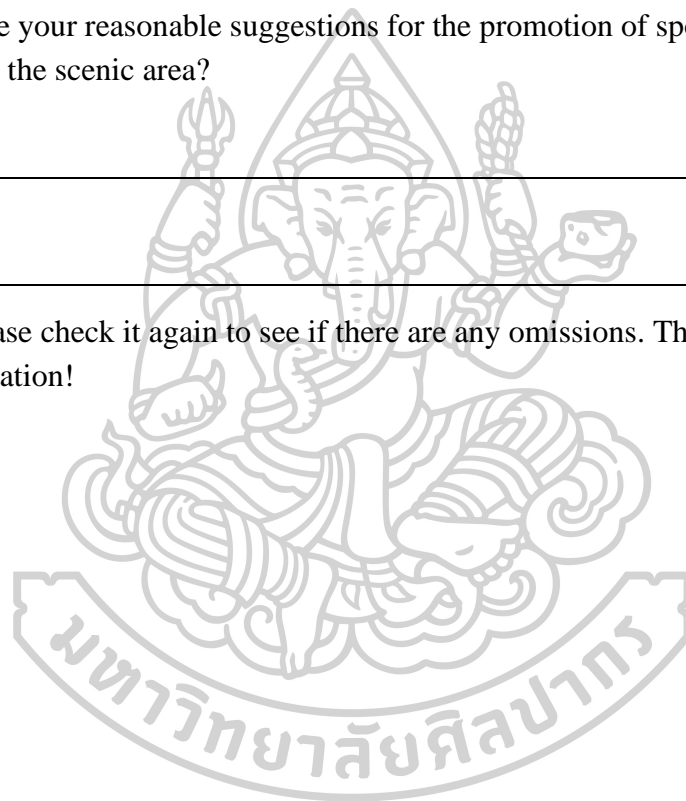 e your reasonable suggestions for the promotion of spo
the scenic area?
ase check it again to see if there are any omissions. Th
ation!
มหาวิทยาลัยศิลปากร